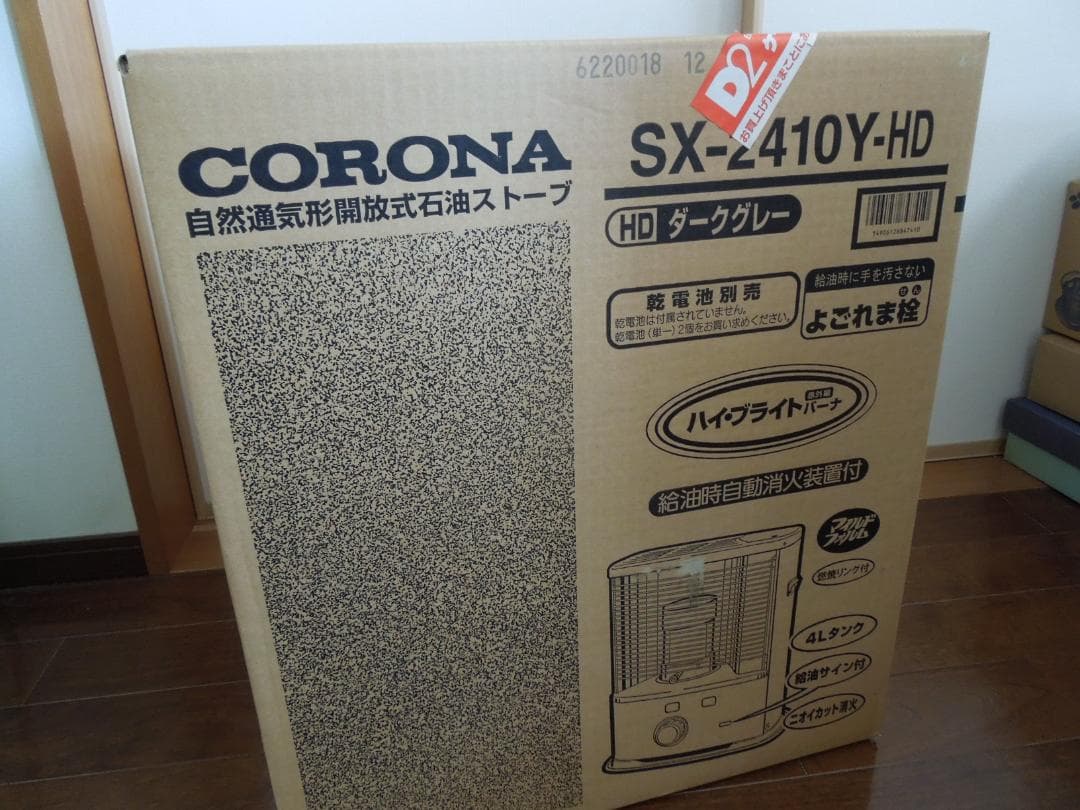 6220018 12
D2
お買上げ頂きまことにあ
CORONA
自然通気形開放式石油ストーブ
SX-2410Y-HD
HD ダークグレー
乾電池別売
乾電池は付属されていません。
乾電池(単一)2個をお買い求めください。
給油時に手を汚さない
よごれま栓
せん
ハイ・ブライト
バーナ
給油時自動消火装置付
マイルド
燃焼リング付
4Lタンク
給油サイン付
ニオイカット消火